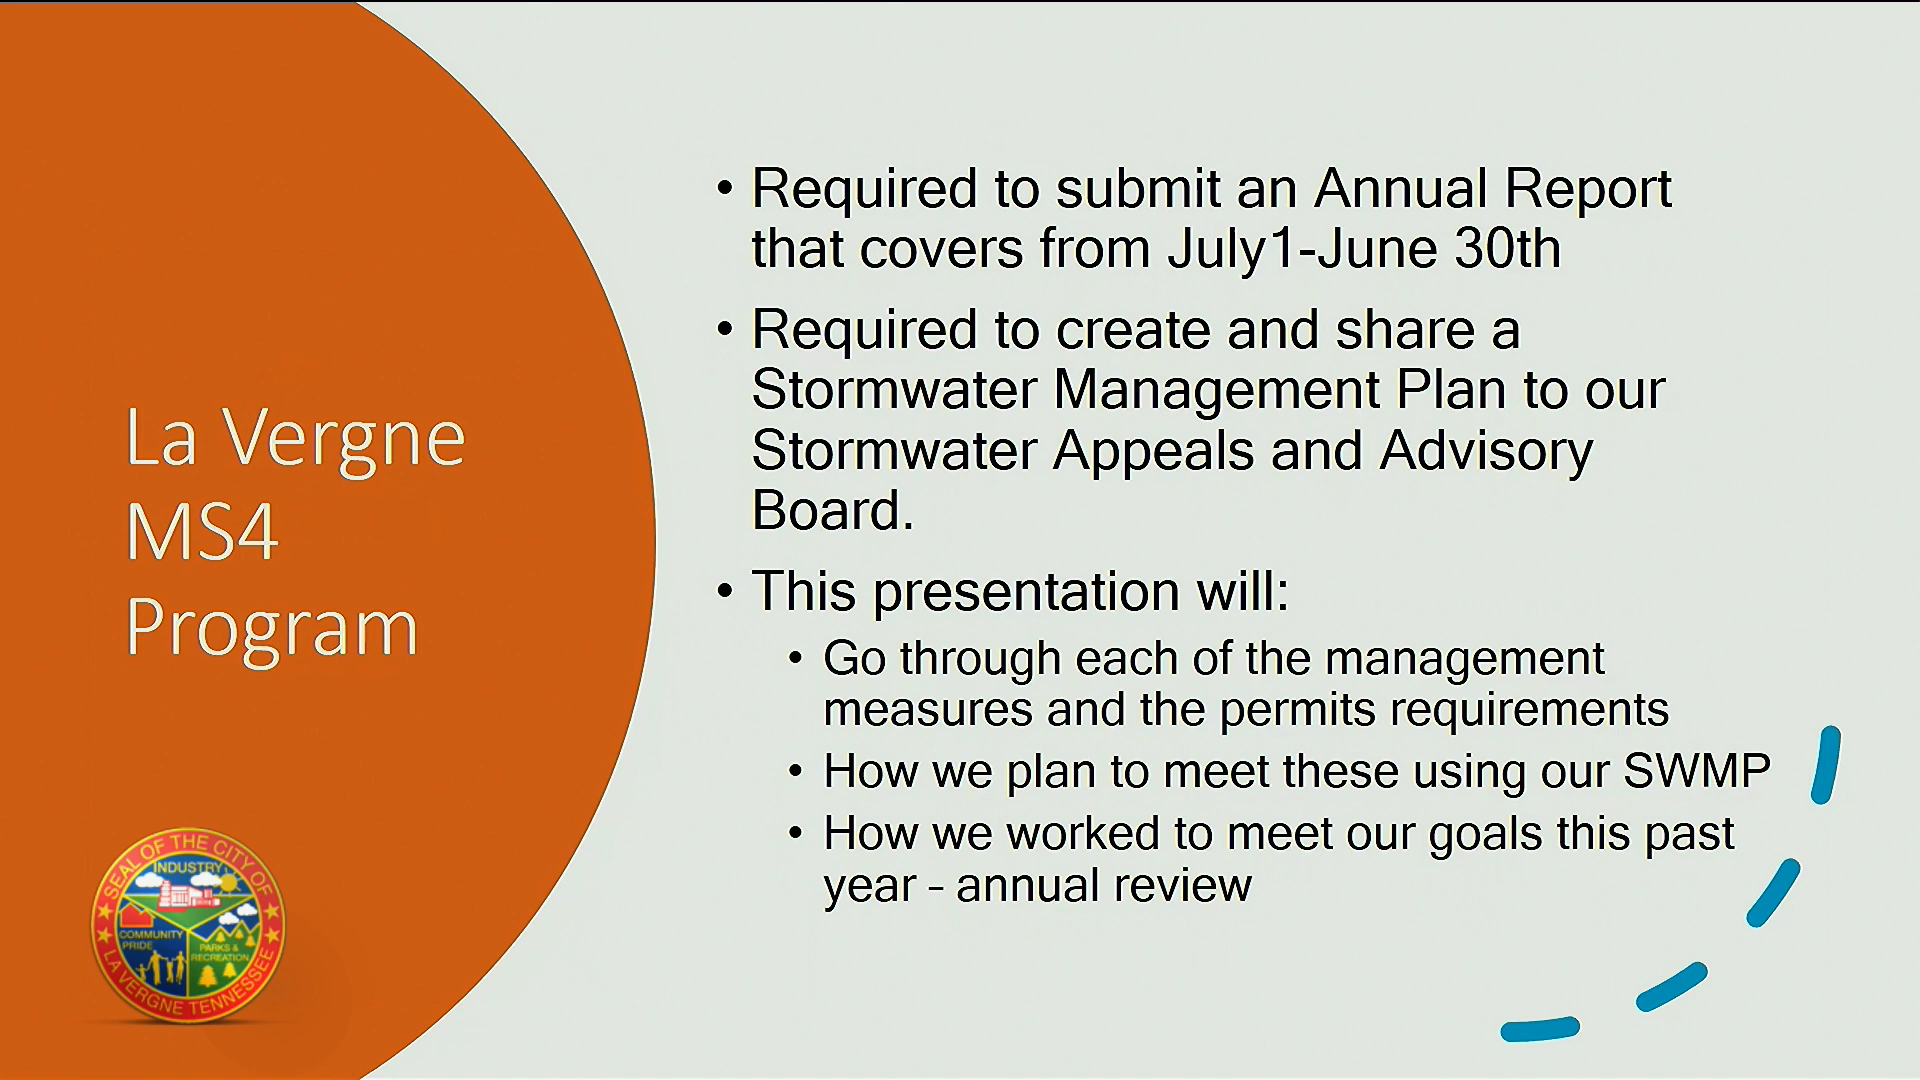 La Vergne
MS4
Program
• Required to submit an Annual Report
that covers from July1-June 30th
• Required to create and share a
Stormwater Management Plan to our
Stormwater Appeals and Advisory
Board.
• This presentation will:
• Go through each of the management
measures and the permits requirements
• How we plan to meet these using our SWMP
• How we worked to meet our goals this past
year – annual review
SEAL OF THE CITY OF
LA VERGNE TENNESSEE
INDUSTRY
COMMUNITY
PRIDE
PARKS &
RECREATION